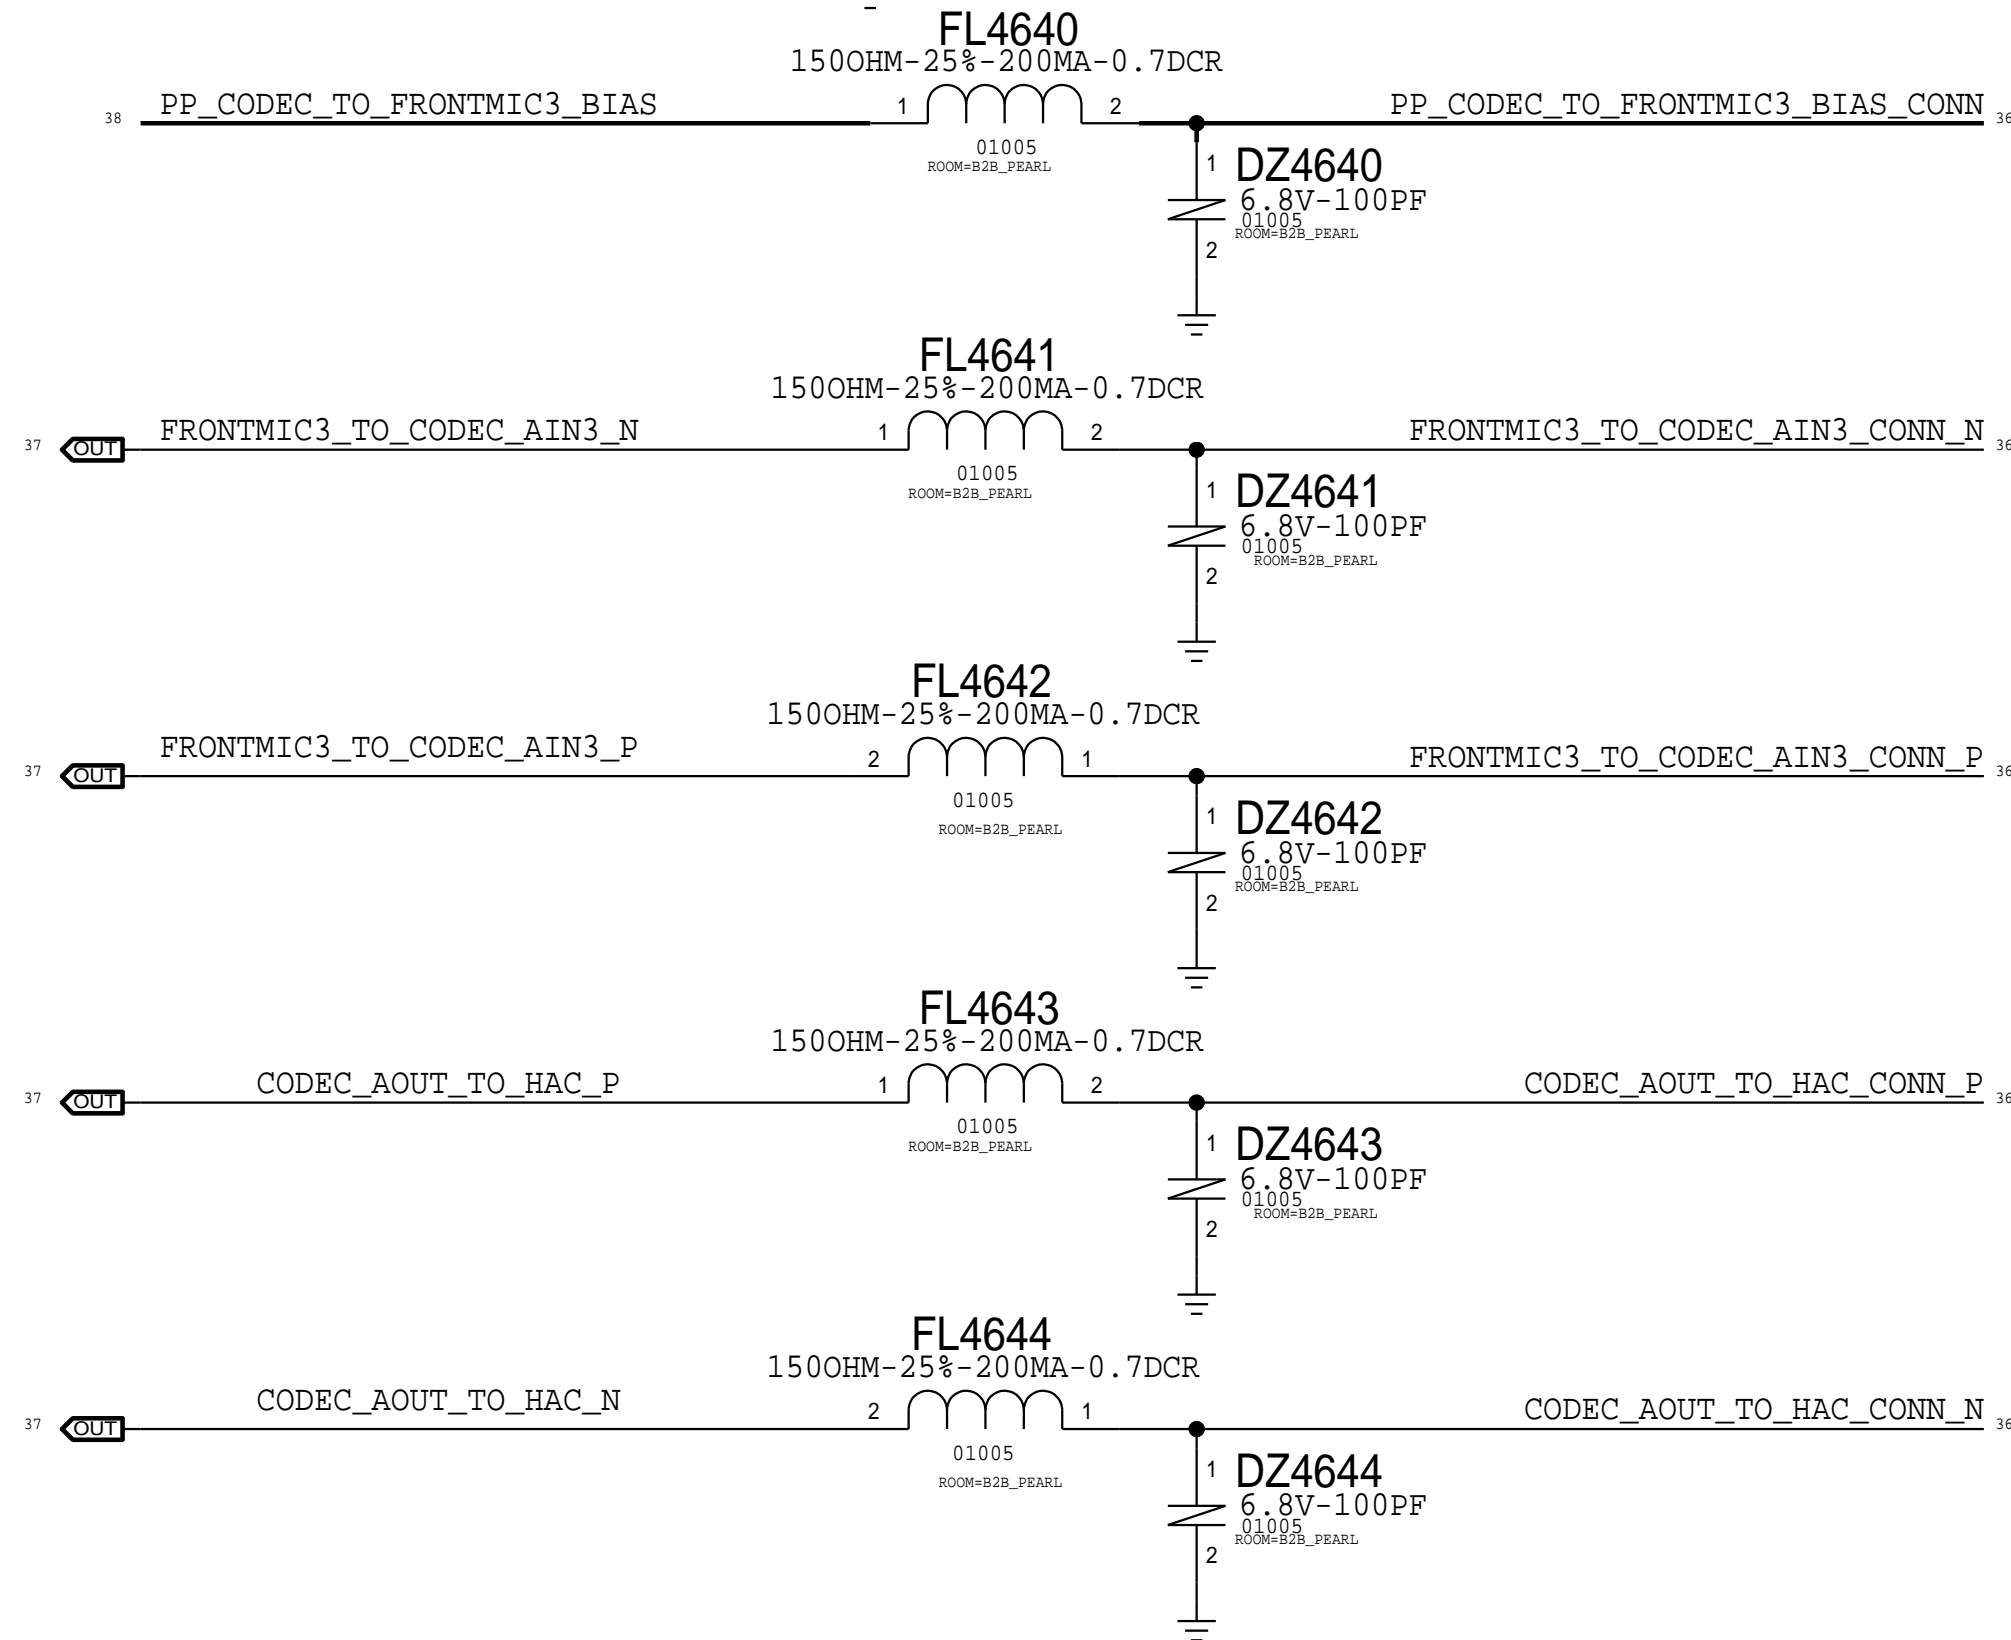 FL4640
150OHM-25%-200MA-0.7DCR
38 PP_CODEC_TO_FRONTMIC3_BIAS 1 2 PP_CODEC_TO_FRONTMIC3_BIAS_CONN 36
01005
ROOM=B2B_PEARL
1 DZ4640
6.8V-100PF
01005
ROOM=B2B_PEARL
2
FL4641
150OHM-25%-200MA-0.7DCR
37 OUT FRONTMIC3_TO_CODEC_AIN3_N 1 2 FRONTMIC3_TO_CODEC_AIN3_CONN_N 36
01005
ROOM=B2B_PEARL
1 DZ4641
6.8V-100PF
01005
ROOM=B2B_PEARL
2
FL4642
150OHM-25%-200MA-0.7DCR
37 OUT FRONTMIC3_TO_CODEC_AIN3_P 2 1 FRONTMIC3_TO_CODEC_AIN3_CONN_P 36
01005
ROOM=B2B_PEARL
1 DZ4642
6.8V-100PF
01005
ROOM=B2B_PEARL
2
FL4643
150OHM-25%-200MA-0.7DCR
37 OUT CODEC_AOUT_TO_HAC_P 1 2 CODEC_AOUT_TO_HAC_CONN_P 36
01005
ROOM=B2B_PEARL
1 DZ4643
6.8V-100PF
01005
ROOM=B2B_PEARL
2
FL4644
150OHM-25%-200MA-0.7DCR
37 OUT CODEC_AOUT_TO_HAC_N 2 1 CODEC_AOUT_TO_HAC_CONN_N 36
01005
ROOM=B2B_PEARL
1 DZ4644
6.8V-100PF
01005
ROOM=B2B_PEARL
2